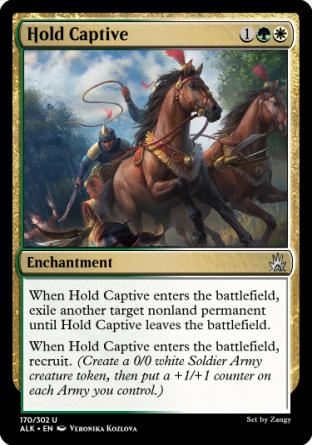 Hold Captive 1
Enchantment
When Hold Captive enters the battlefield,
exile another target nonland permanent
until Hold Captive leaves the battlefield.
When Hold Captive enters the battlefield,
recruit. (Create a 0/0 white Soldier Army
creature token, then put a +1/+1 counter on
each Army you control.)
170/302 U
Set by Zangy
ALK • EN Veronika Kozlova